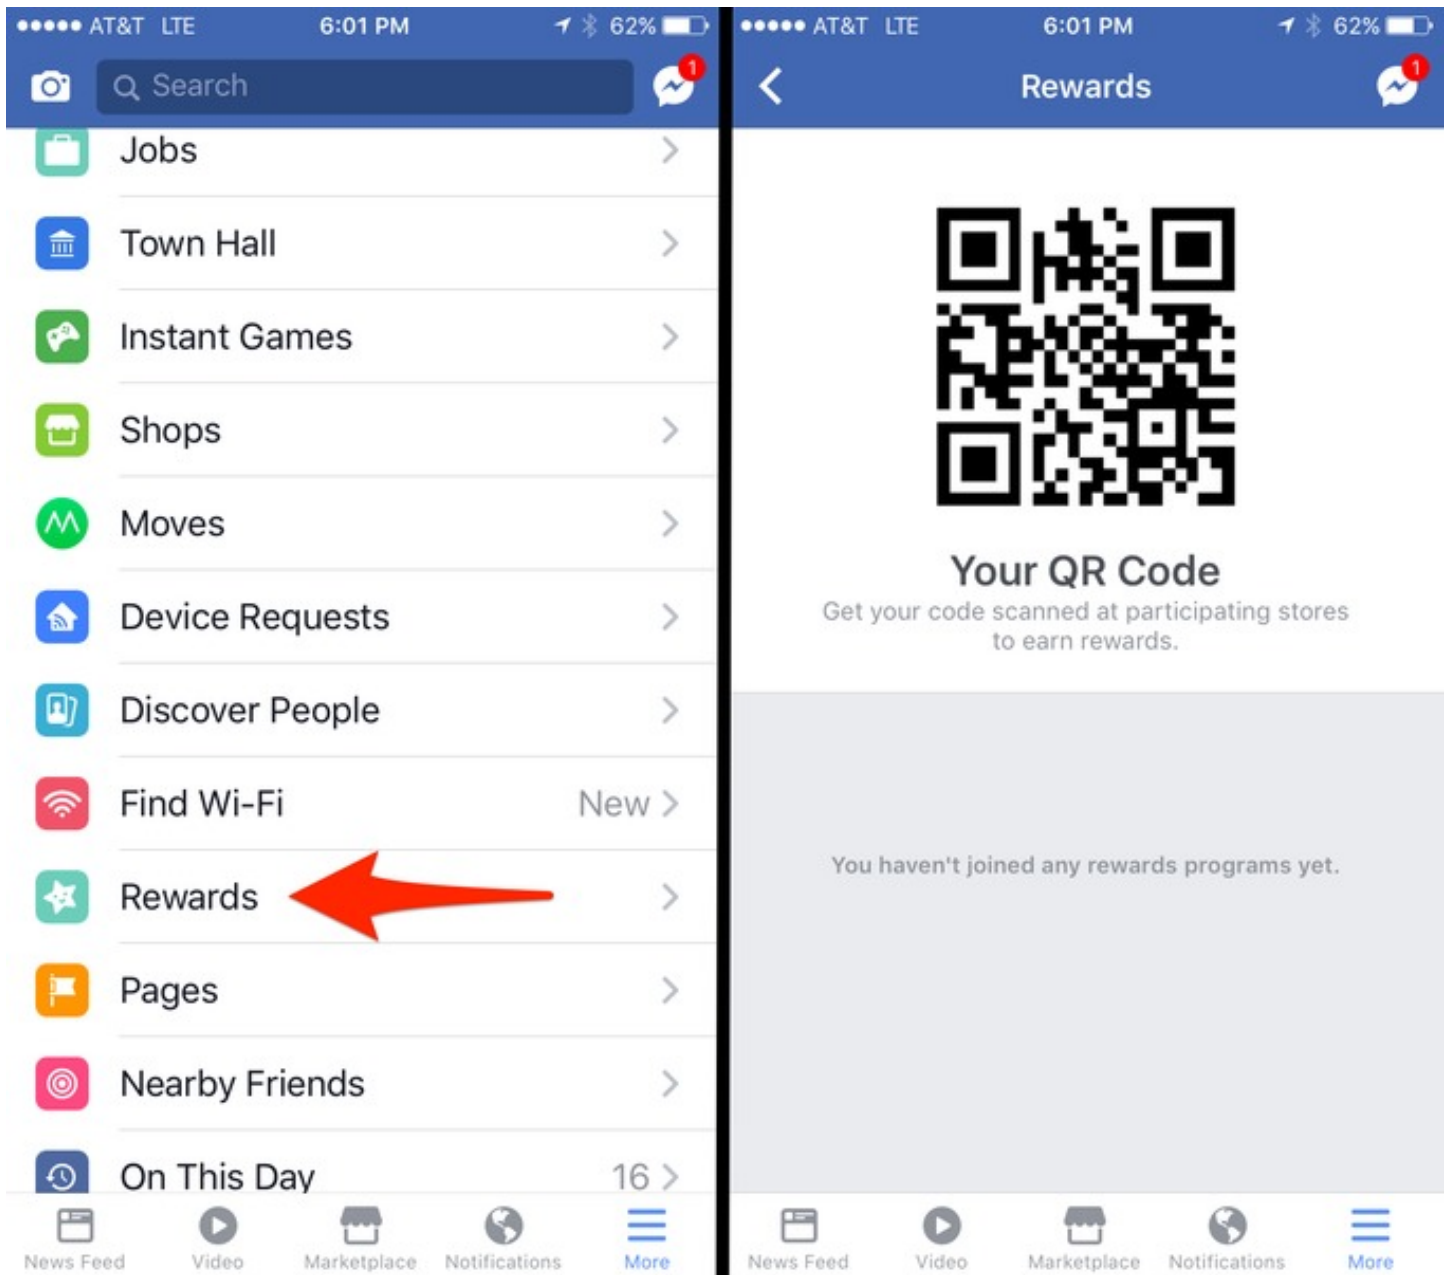 AT&T LTE 6:01 PM 62%
Search 1
Jobs
Town Hall
Instant Games
Shops
Moves
Device Requests
Discover People
Find Wi-Fi New
Rewards
Pages
Nearby Friends
On This Day 16
News Feed Video Marketplace Notifications More
AT&T LTE 6:01 PM 62%
Rewards 1
Your QR Code
Get your code scanned at participating stores
to earn rewards.
You haven't joined any rewards programs yet.
News Feed Video Marketplace Notifications More